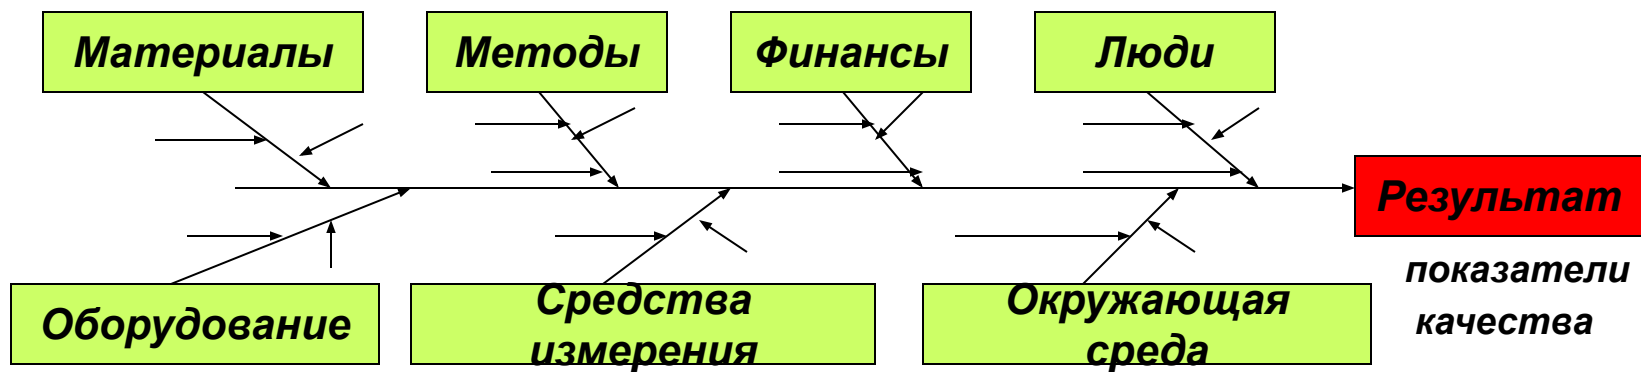 Материалы
Методы
Финансы
Люди
Результат
показатели
качества
Оборудование
Средства
измерения
Окружающая
среда